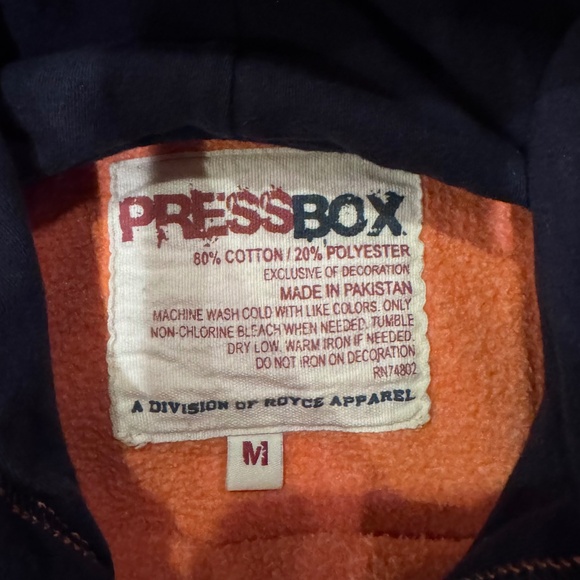 PRESSBOX
80% COTTON / 20% POLYESTER
EXCLUSIVE OF DECORATION
MADE IN PAKISTAN
MACHINE WASH COLD WITH LIKE COLORS. ONLY
NON-CHLORINE BLEACH WHEN NEEDED. TUMBLE
DRY LOW, WARM IRON IF NEEDED.
DO NOT IRON ON DECORATION
RN74802
A DIVISION OF ROYCE APPAREL
M